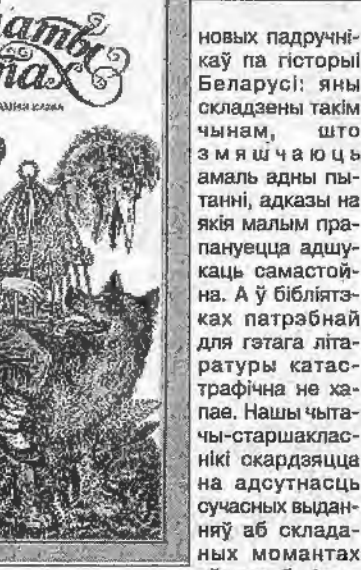 новых падручні-
каў па гісторыі
Беларусі: яны
складзены такім
чынам, што
змяшчаюць
амаль адны пы-
танні, адказы на
якія малым пра-
пануецца адшу-
каць самастой-
на. А ў бібліятэ-
ках патрэбнай
для гэтага літа-
ратуры катас-
трафічна не ха-
пае. Нашы чыта-
чы-старшаклас-
нікі скардзяцца
на адсутнасць
сучасных выдан-
няў аб склада-
ных момантах